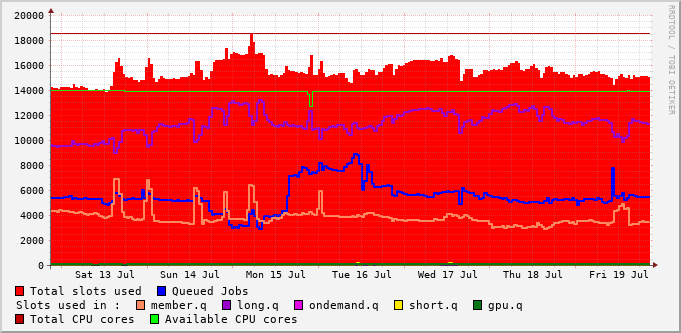 RRDTOOL / TOBI OETIKER
20000
18000
16000
14000
12000
10000
8000
6000
4000
2000
0
Sat 13 Jul Sun 14 Jul Mon 15 Jul Tue 16 Jul Wed 17 Jul Thu 18 Jul Fri 19 Jul
Total slots used Queued Jobs
Slots used in : member.q long.q ondemand.q short.q gpu.q
Total CPU cores Available CPU cores